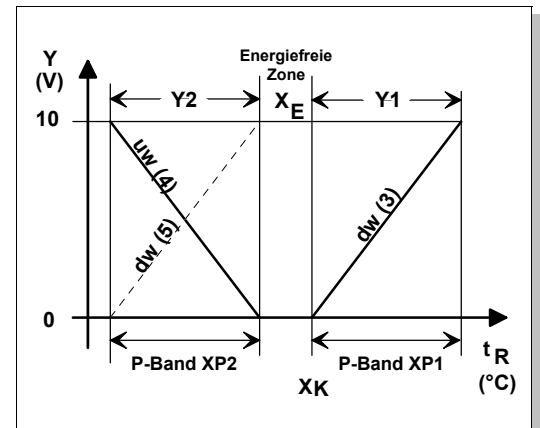 Energiefreie
Zone
Y
(V)
Y2
XE
Y1
10
uw (4)
dw (5)
dw (3)
0
P-Band XP2
P-Band XP1
XK
tR
(°C)